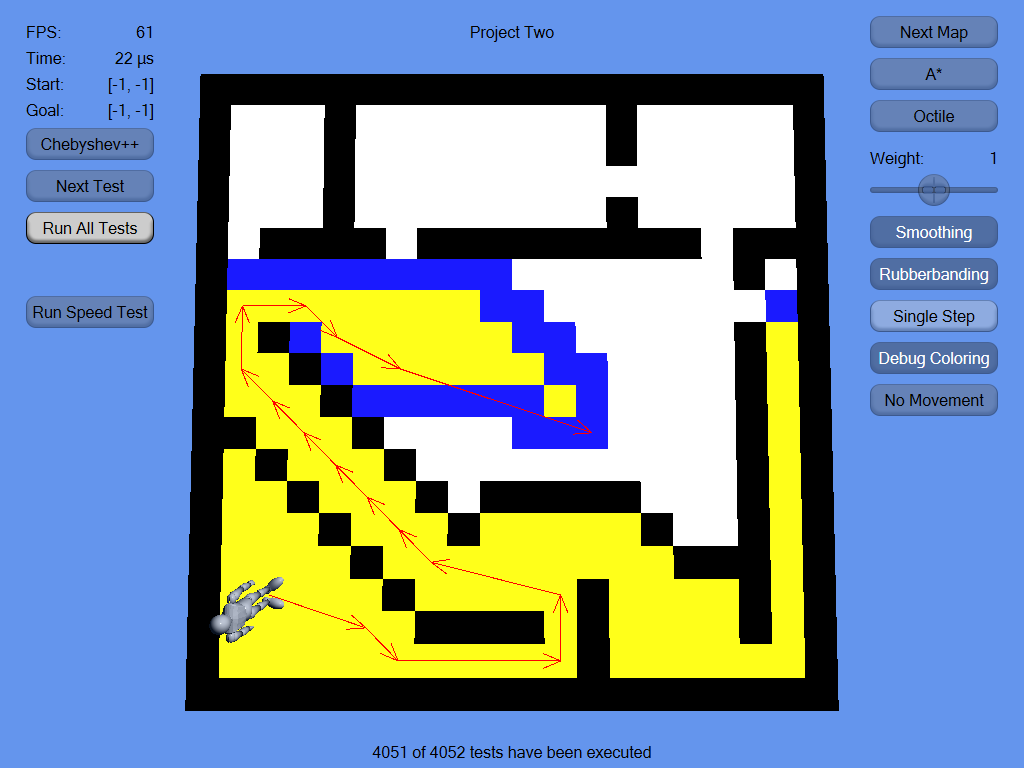 FPS: 61
Time: 22 µs
Start: [-1, -1]
Goal: [-1, -1]
Chebyshev++
Next Test
Run All Tests
Run Speed Test
Project Two
Next Map
A*
Octile
Weight: 1
Smoothing
Rubberbanding
Single Step
Debug Coloring
No Movement
4051 of 4052 tests have been executed